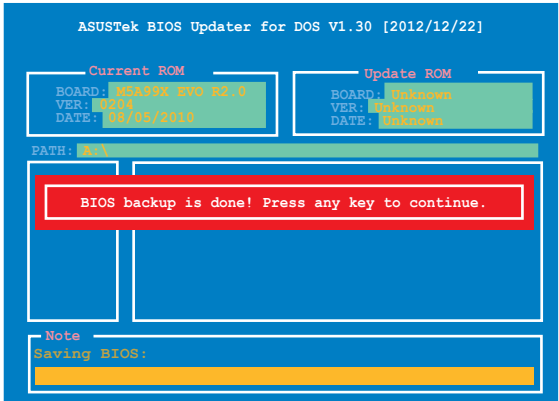 ASUSTek BIOS Updater for DOS V1.30 [2012/12/22]
Current ROM
BOARD: M5A99X EVO R2.0
VER: 0204
DATE: 08/05/2010
Update ROM
BOARD: Unknown
VER: Unknown
DATE: Unknown
PATH: A:\
BIOS backup is done! Press any key to continue.
Note
Saving BIOS: